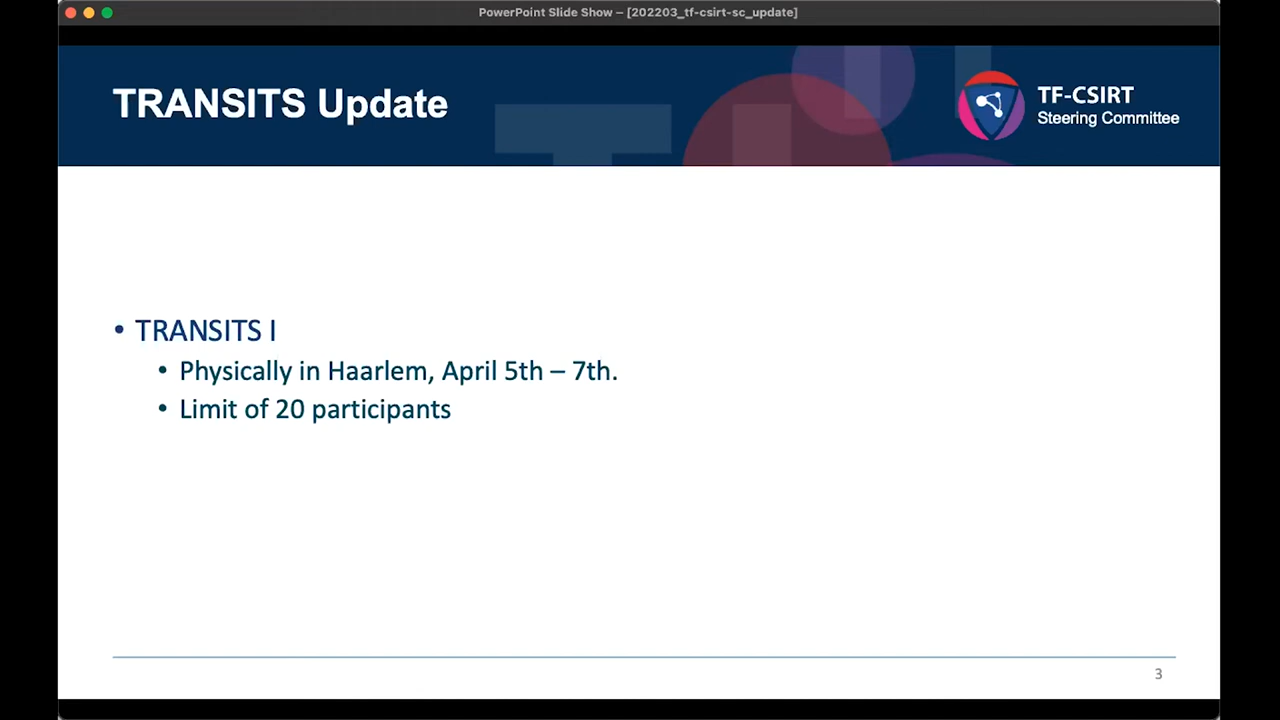 PowerPoint Slide Show – [202203_tf-csirt-sc_update]
TRANSITS Update
TF-CSIRT
Steering Committee
• TRANSITS I
• Physically in Haarlem, April 5th – 7th.
• Limit of 20 participants
3